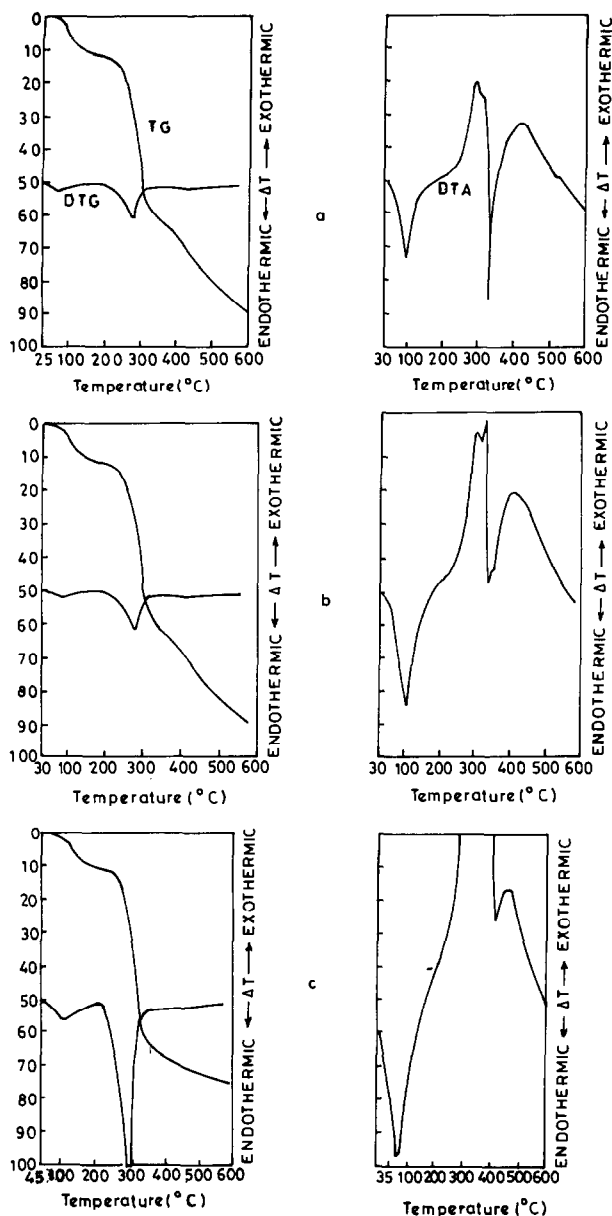 0
10
20
30
40
50
60
70
80
90
100
TG
DTG
25 100 200 300 400 500 600
Temperature(°C)
ENDOTHERMIC ← ΔT → EXOTHERMIC
a
DTA
30 100 200 300 400 500 600
Temperature(°C)
ENDOTHERMIC ← ΔT → EXOTHERMIC
0
10
20
30
40
50
60
70
80
90
100
30 100 200 300 400 500 600
Temperature(°C)
ENDOTHERMIC ← ΔT → EXOTHERMIC
b
30 100 200 300 400 500 600
Temperature(°C)
ENDOTHERMIC ← ΔT → EXOTHERMIC
0
10
20
30
40
50
60
70
80
90
100
45 100 200 300 400 500 600
Temperature(°C)
ENDOTHERMIC ← ΔT → EXOTHERMIC
c
35 100 200 300 400 500 600
Temperature(°C)
ENDOTHERMIC ← ΔT → EXOTHERMIC